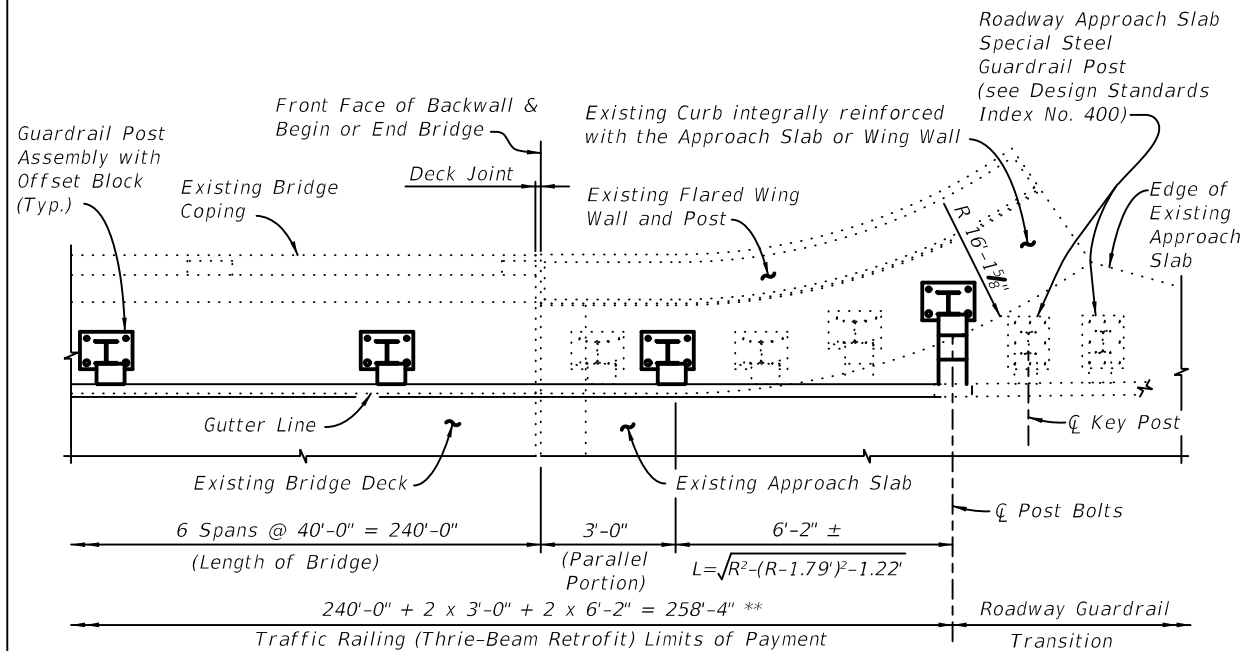 Roadway Approach Slab
Special Steel
Guardrail Post
(see Design Standards
Index No. 400)
Front Face of Backwall &
Begin or End Bridge
Existing Curb integrally reinforced
with the Approach Slab or Wing Wall
Guardrail Post
Assembly with
Offset Block
(Typ.)
Existing Bridge
Coping
Deck Joint
Existing Flared Wing
Wall and Post
R 16'-1⅝"
Edge of
Existing
Approach
Slab
Gutter Line
℄ Key Post
Existing Bridge Deck
Existing Approach Slab
℄ Post Bolts
6 Spans @ 40'-0" = 240'-0"
(Length of Bridge)
3'-0"
(Parallel
Portion)
6'-2" ±
L=√R²-(R-1.79')²-1.22'
240'-0" + 2 x 3'-0" + 2 x 6'-2" = 258'-4" **
Traffic Railing (Thrie-Beam Retrofit) Limits of Payment
Roadway Guardrail
Transition